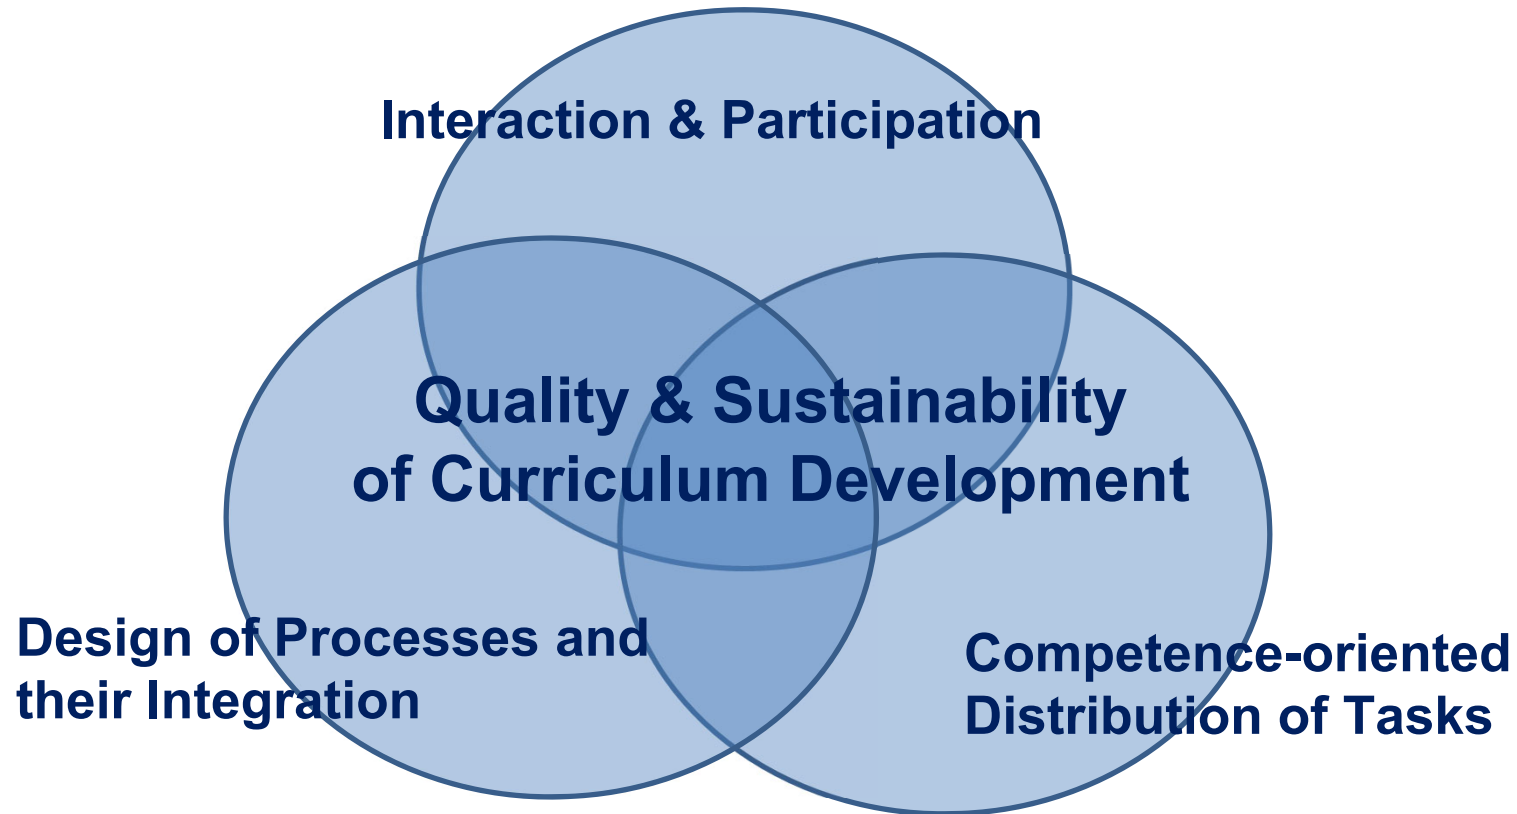 Interaction & Participation
Quality & Sustainability
of Curriculum Development
Design of Processes and
their Integration
Competence-oriented
Distribution of Tasks